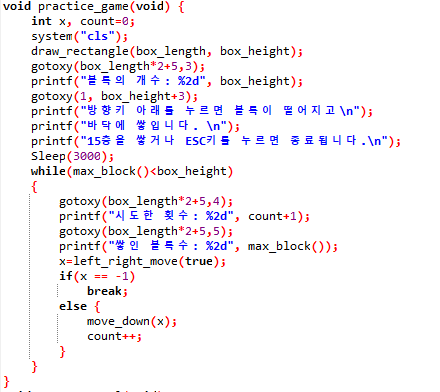 void practice_game(void) {
    int x, count=0;
    system("cls");
    draw_rectangle(box_length, box_height);
    gotoxy(box_length*2+5,3);
    printf("블록의 개수: %2d", box_height);
    gotoxy(1, box_height+3);
    printf("방향키 아래를 누르면 블록이 떨어지고\n");
    printf("바닥에 쌓입니다. \n");
    printf("15층을 쌓거나 ESC키를 누르면 종료됩니다.\n");
    Sleep(3000);
    while(max_block()<box_height)
    {
        gotoxy(box_length*2+5,4);
        printf("시도한 횟수: %2d", count+1);
        gotoxy(box_length*2+5,5);
        printf("쌓인 블록수: %2d", max_block());
        x=left_right_move(true);
        if(x == -1)
            break;
        else {
            move_down(x);
            count++;
        }
    }
}